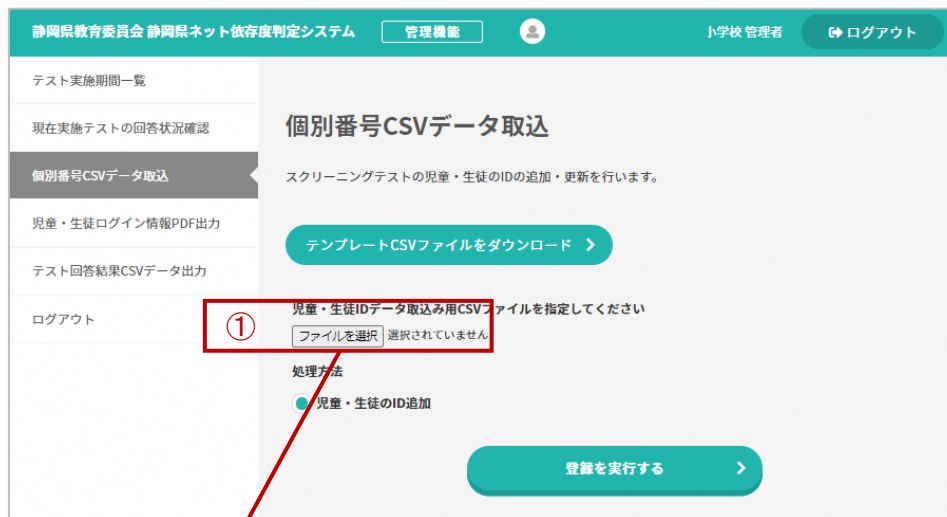 静岡県教育委員会 静岡県ネット依存度判定システム 管理機能 小学校 管理者 ログアウト
テスト実施期間一覧
現在実施テストの回答状況確認
個別番号CSVデータ取込
児童・生徒ログイン情報PDF出力
テスト回答結果CSVデータ出力
ログアウト
個別番号CSVデータ取込
スクリーニングテストの児童・生徒のIDの追加・更新を行います。
テンプレートCSVファイルをダウンロード
①
児童・生徒IDデータ取込み用CSVファイルを指定してください
ファイルを選択 選択されていません
処理方法
児童・生徒のID追加
登録を実行する